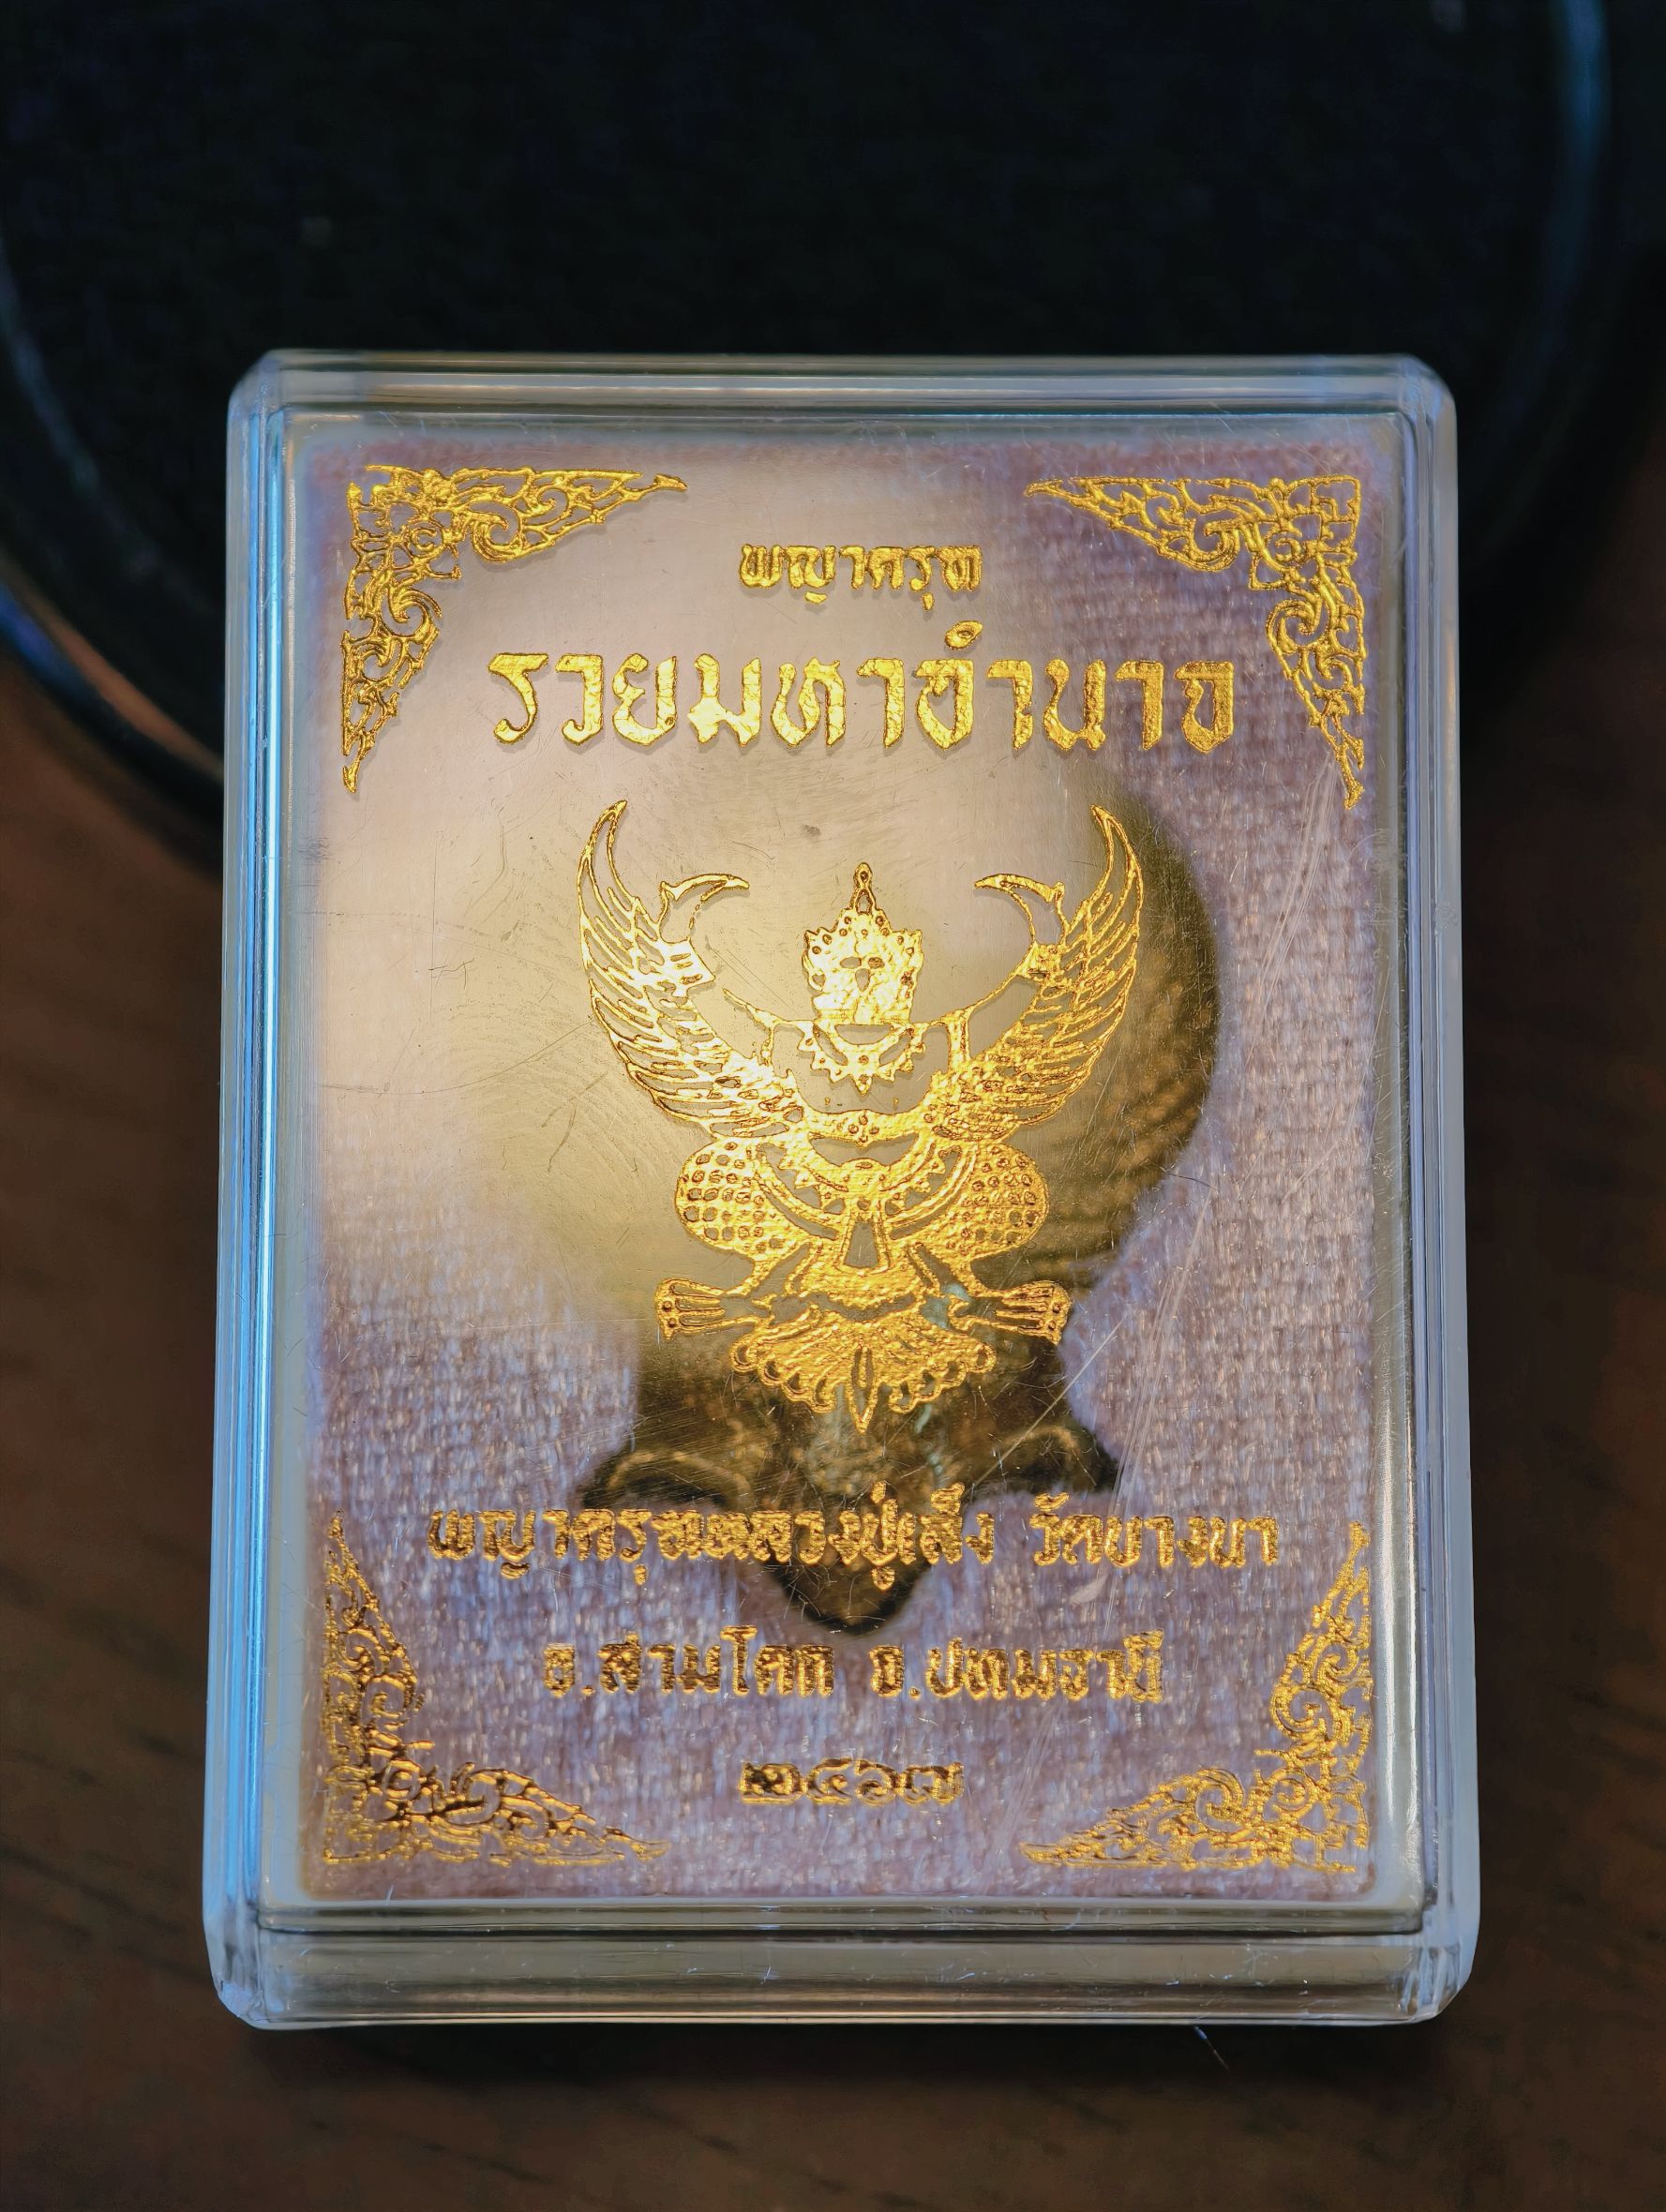 พญาครุฑ
รวยมหาอำนาจ
พญาครุฑหลวงปู่เส็ง วัดบางนา
อ.สามโคก จ.ปทุมธานี
๒๕๖๗